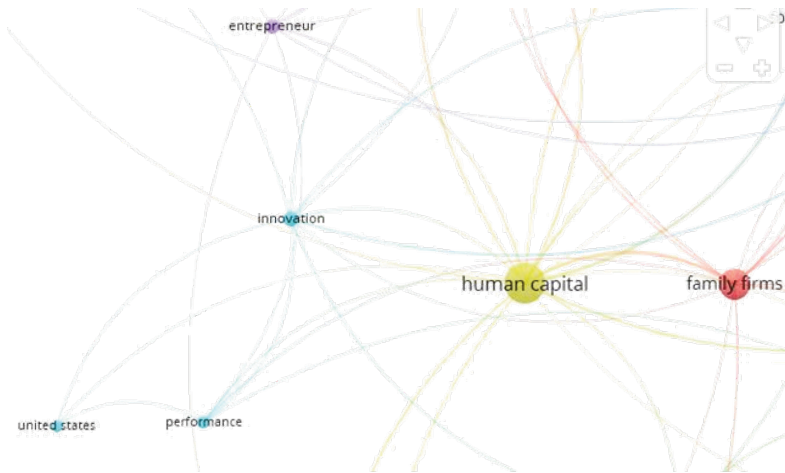 entrepreneur
innovation
human capital
family firms
united states
performance